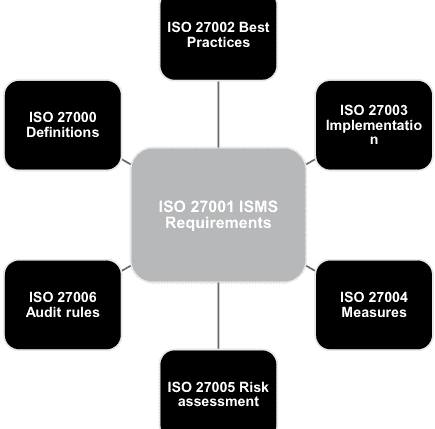 ISO 27002 Best
Practices
ISO 27000
Definitions
ISO 27003
Implementatio
n
ISO 27001 ISMS
Requirements
ISO 27006
Audit rules
ISO 27004
Measures
ISO 27005 Risk
assessment